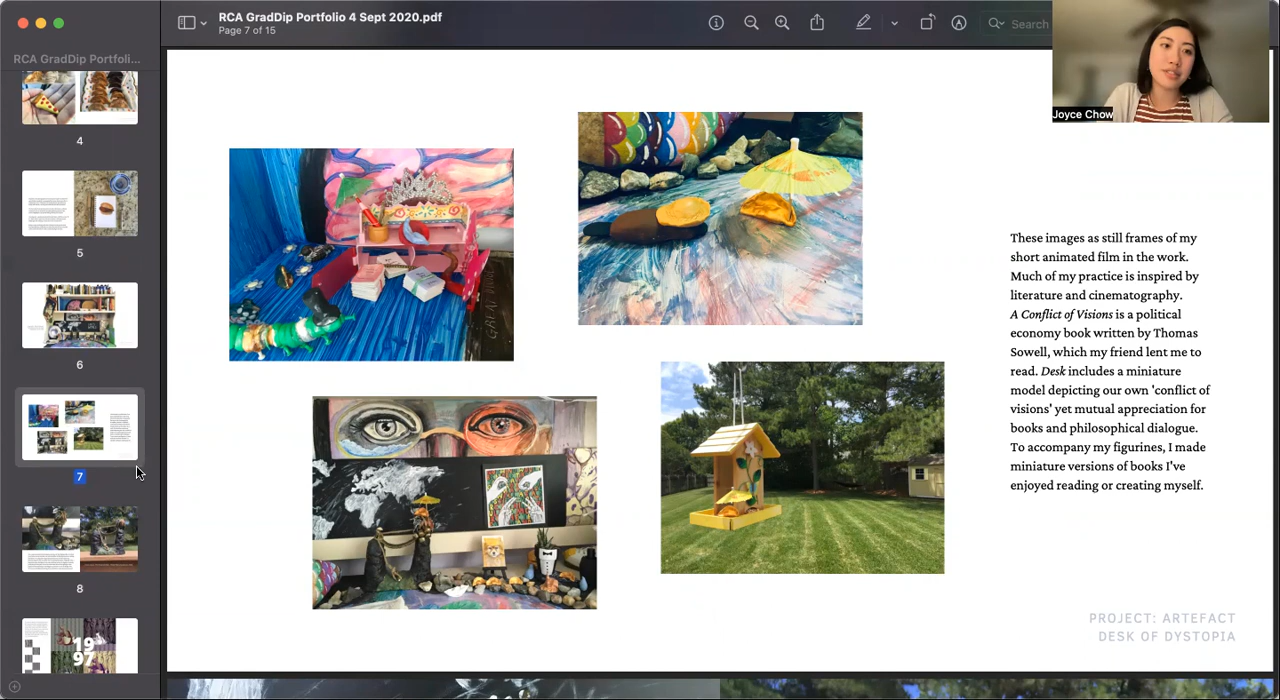 RCA GradDip Portfolio 4 Sept 2020.pdf
Page 7 of 15
Search
RCA GradDip Portfoli...
4
5
6
7
8
19
97
Joyce Chow
GREAT
These images as still frames of my
short animated film in the work.
Much of my practice is inspired by
literature and cinematography.
A Conflict of Visions is a political
economy book written by Thomas
Sowell, which my friend lent me to
read. Desk includes a miniature
model depicting our own 'conflict of
visions' yet mutual appreciation for
books and philosophical dialogue.
To accompany my figurines, I made
miniature versions of books I've
enjoyed reading or creating myself.
PROJECT: ARTEFACT
DESK OF DYSTOPIA